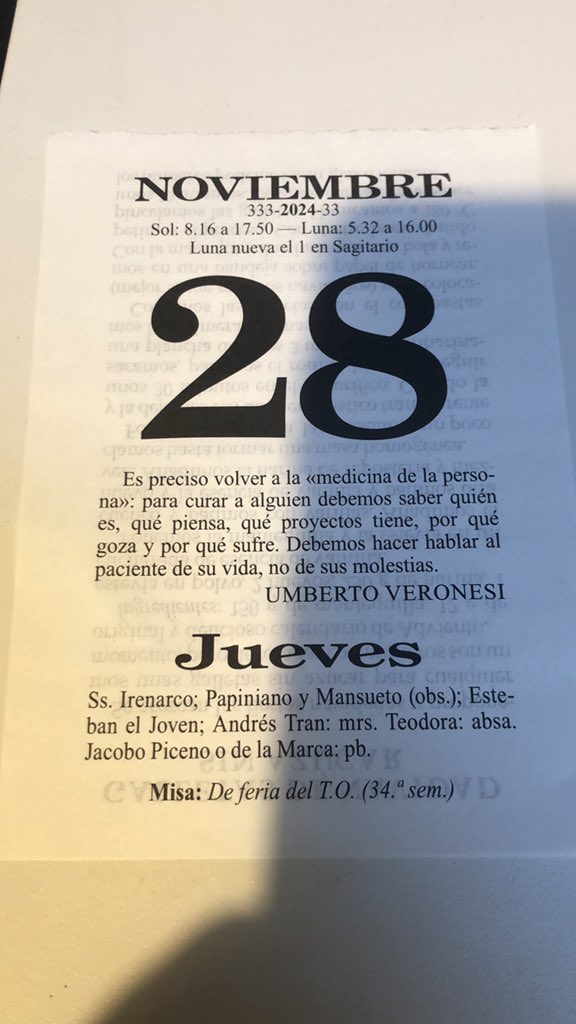 NOVIEMBRE
333-2024-33
Sol: 8.16 a 17.50 — Luna: 5.32 a 16.00
Luna nueva el 1 en Sagitario
28
Es preciso volver a la «medicina de la perso-
na»: para curar a alguien debemos saber quién
es, qué piensa, qué proyectos tiene, por qué
goza y por qué sufre. Debemos hacer hablar al
paciente de su vida, no de sus molestias.
UMBERTO VERONESI
Jueves
Ss. Irenarco; Papiniano y Mansueto (obs.); Este-
ban el Joven; Andrés Tran: mrs. Teodora: absa.
Jacobo Piceno o de la Marca: pb.
Misa: De feria del T.O. (34.ª sem.)